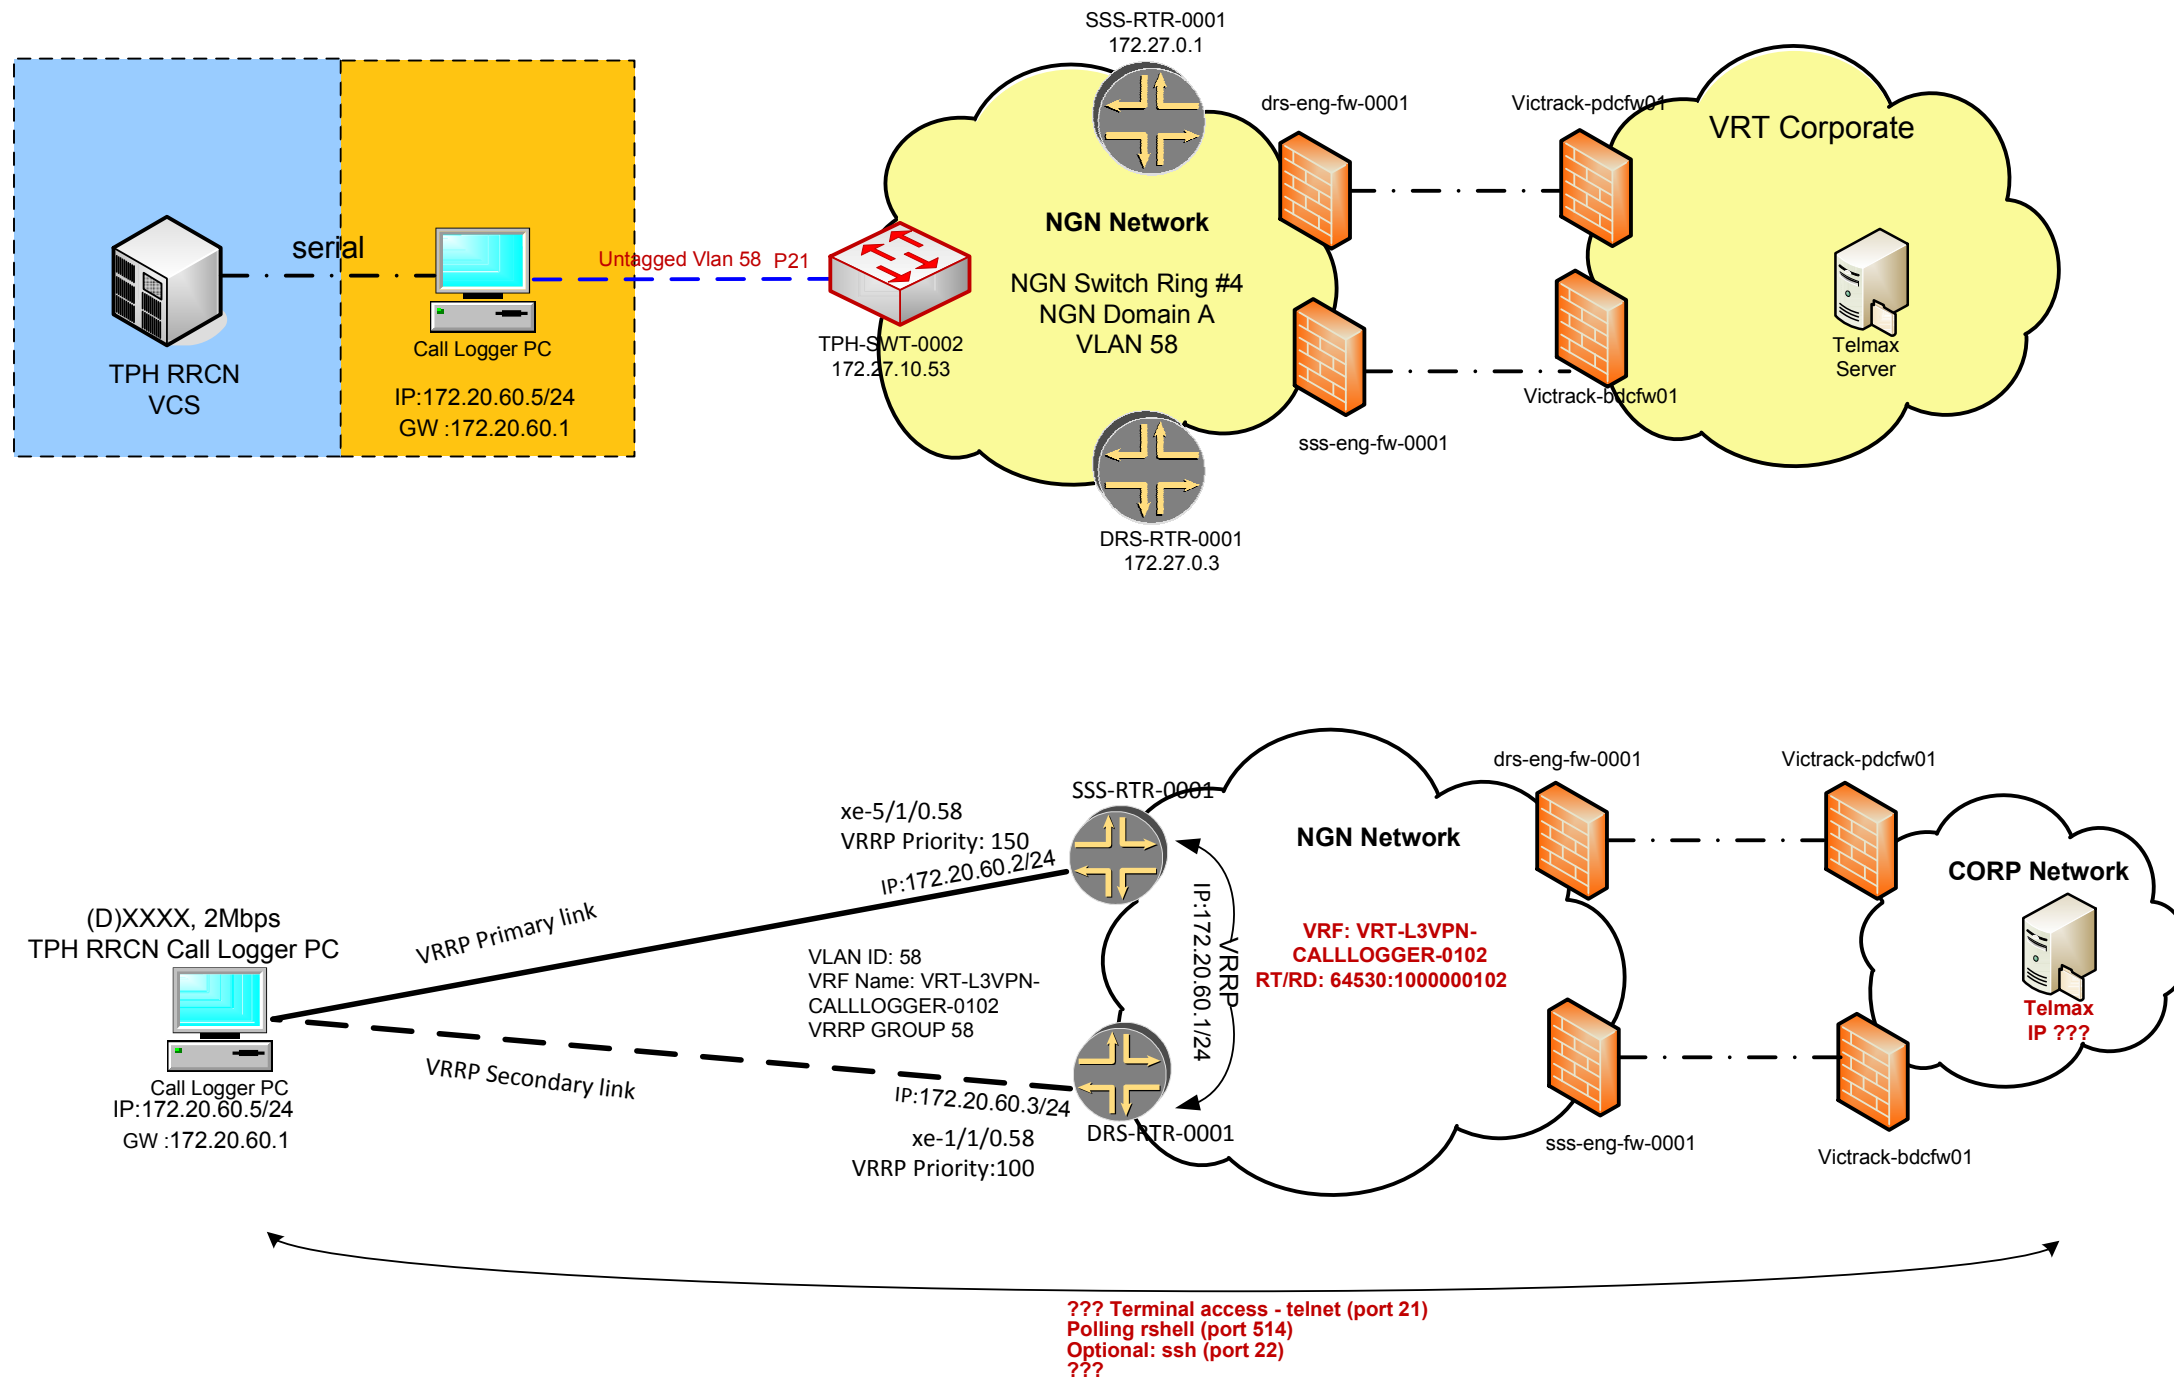 SSS-RTR-0001
172.27.0.1
drs-eng-fw-0001
Victrack-pdcfw01
VRT Corporate
NGN Network
NGN Switch Ring #4
NGN Domain A
VLAN 58
serial
Untagged Vlan 58
P21
TPH RRCN
VCS
Call Logger PC
IP:172.20.60.5/24
GW :172.20.60.1
TPH-SWT-0002
172.27.10.53
Telmax
Server
Victrack-bdcfw01
sss-eng-fw-0001
DRS-RTR-0001
172.27.0.3
drs-eng-fw-0001
Victrack-pdcfw01
SSS-RTR-0001
xe-5/1/0.58
VRRP Priority: 150
IP:172.20.60.2/24
NGN Network
CORP Network
(D)XXXX, 2Mbps
TPH RRCN Call Logger PC
VRRP Primary link
VLAN ID: 58
VRF Name: VRT-L3VPN-
CALLLOGGER-0102
VRRP GROUP 58
VRRP
IP:172.20.60.1/24
VRF: VRT-L3VPN-
CALLLOGGER-0102
RT/RD: 64530:1000000102
Telmax
IP ???
VRRP Secondary link
IP:172.20.60.3/24
Call Logger PC
IP:172.20.60.5/24
GW :172.20.60.1
xe-1/1/0.58
VRRP Priority:100
DRS-RTR-0001
sss-eng-fw-0001
Victrack-bdcfw01
??? Terminal access - telnet (port 21)
Polling rshell (port 514)
Optional: ssh (port 22)
???